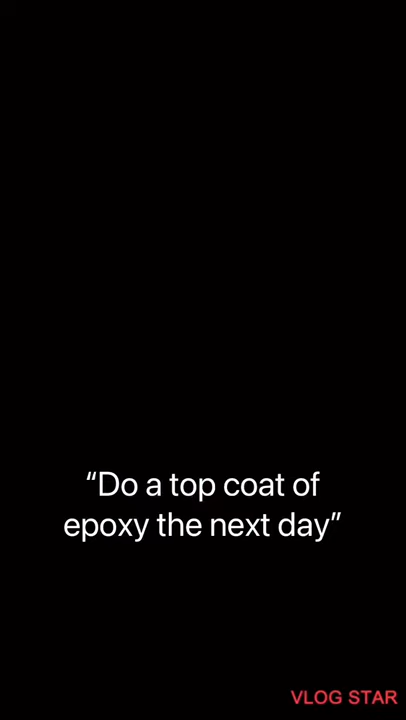 “Do a top coat of
epoxy the next day”
VLOG STAR